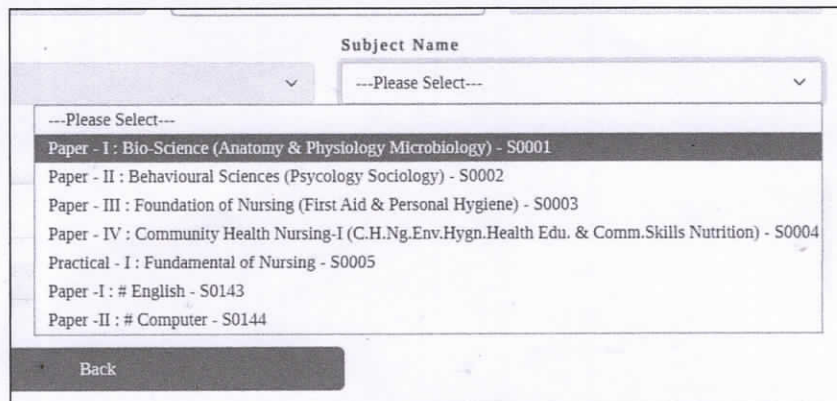 Subject Name
---Please Select---
---Please Select---
Paper - I : Bio-Science (Anatomy & Physiology Microbiology) - S0001
Paper - II : Behavioural Sciences (Psycology Sociology) - S0002
Paper - III : Foundation of Nursing (First Aid & Personal Hygiene) - S0003
Paper - IV : Community Health Nursing-I (C.H.Ng.Env.Hygn.Health Edu. & Comm.Skills Nutrition) - S0004
Practical - I : Fundamental of Nursing - S0005
Paper -I : # English - S0143
Paper -II : # Computer - S0144
Back